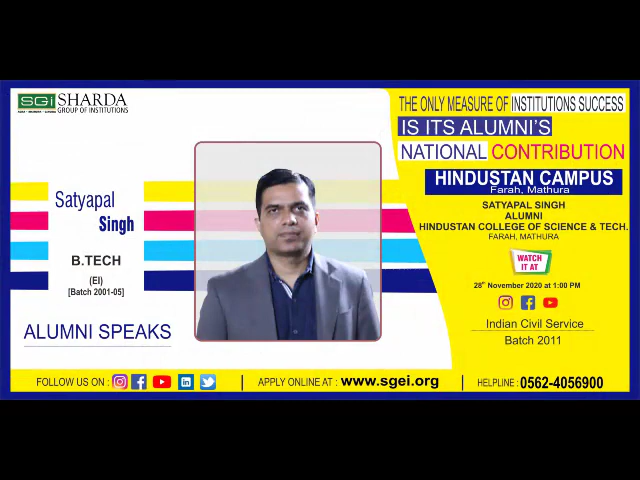 SGI SHARDA
GROUP OF INSTITUTIONS
Satyapal
Singh
B.TECH
(EI)
[Batch 2001-05]
ALUMNI SPEAKS
THE ONLY MEASURE OF INSTITUTIONS SUCCESS
IS ITS ALUMNI'S
NATIONAL CONTRIBUTION
HINDUSTAN CAMPUS
Farah, Mathura
SATYAPAL SINGH
ALUMNI
HINDUSTAN COLLEGE OF SCIENCE & TECH.
FARAH, MATHURA
WATCH
IT AT
28th November 2020 at 1:00 PM
Indian Civil Service
Batch 2011
FOLLOW US ON : APPLY ONLINE AT : www.sgei.org HELPLINE : 0562-4056900